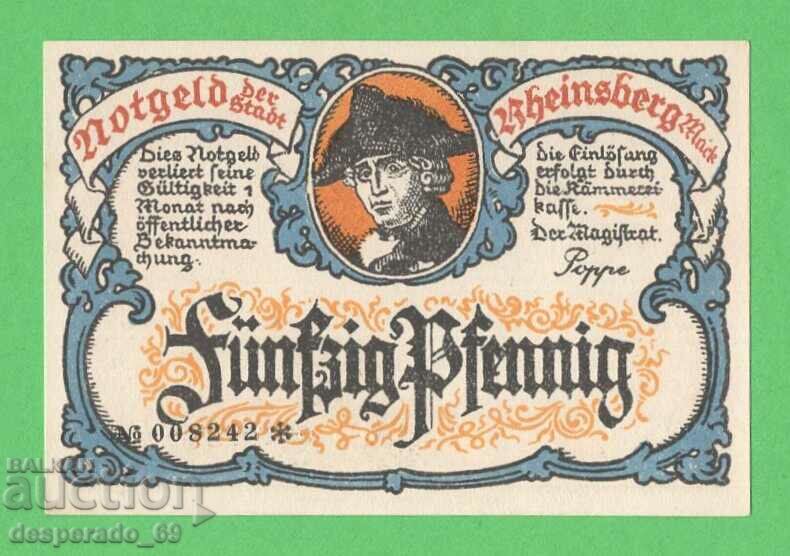 Notgeld der Stadt
Rheinsberg Mark
Dies Notgeld
verliert seine
Gültigkeit 1
Monat nach
öffentlicher
Bekanntma-
chung.
die Einlösung
erfolgt durch
die Kämmerei
kasse.
Der Magistrat.
Poppe
Fünfzig Pfennig
No 008242 *
BALKAN
auction
desperado_69